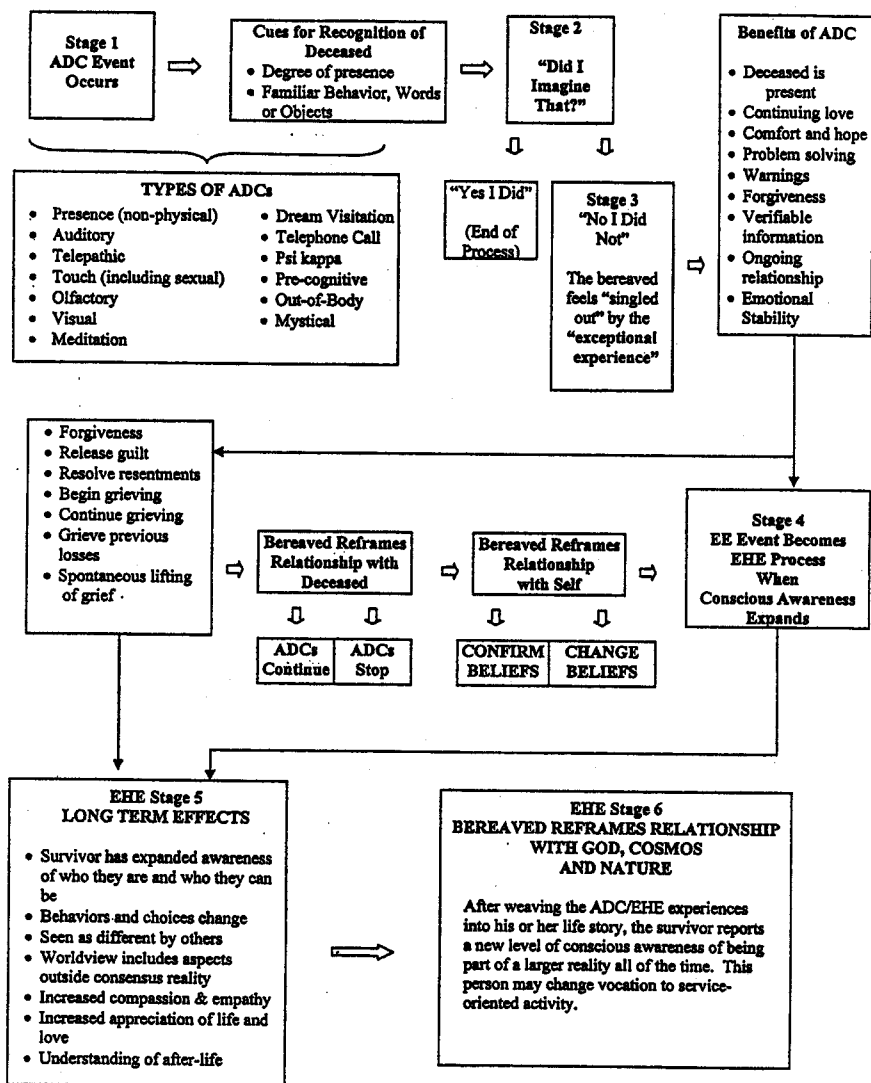 Stage 1
ADC Event
Occurs
Cues for Recognition of
Deceased
• Degree of presence
• Familiar Behavior, Words
or Objects
Stage 2
"Did I
Imagine
That?"
Benefits of ADC
• Deceased is
present
• Continuing love
• Comfort and hope
• Problem solving
• Warnings
• Forgiveness
• Verifiable
information
• Ongoing
relationship
• Emotional
Stability
TYPES OF ADCs
• Presence (non-physical)
• Auditory
• Telepathic
• Touch (including sexual)
• Olfactory
• Visual
• Meditation
• Dream Visitation
• Telephone Call
• Psi kappa
• Pre-cognitive
• Out-of-Body
• Mystical
"Yes I Did"
(End of
Process)
Stage 3
"No I Did
Not"
The bereaved
feels "singled
out" by the
"exceptional
experience"
• Forgiveness
• Release guilt
• Resolve resentments
• Begin grieving
• Continue grieving
• Grieve previous
losses
• Spontaneous lifting
of grief
Bereaved Reframes
Relationship with
Deceased
ADCs
Continue
ADCs
Stop
Bereaved Reframes
Relationship
with Self
CONFIRM
BELIEFS
CHANGE
BELIEFS
Stage 4
EE Event Becomes
EHE Process
When
Conscious Awareness
Expands
EHE Stage 5
LONG TERM EFFECTS
• Survivor has expanded awareness
of who they are and who they can
be
• Behaviors and choices change
• Seen as different by others
• Worldview includes aspects
outside consensus reality
• Increased compassion & empathy
• Increased appreciation of life and
love
• Understanding of after-life
EHE Stage 6
BEREAVED REFRAMES RELATIONSHIP
WITH GOD, COSMOS
AND NATURE
After weaving the ADC/EHE experiences
into his or her life story, the survivor reports
a new level of conscious awareness of being
part of a larger reality all of the time. This
person may change vocation to service-
oriented activity.